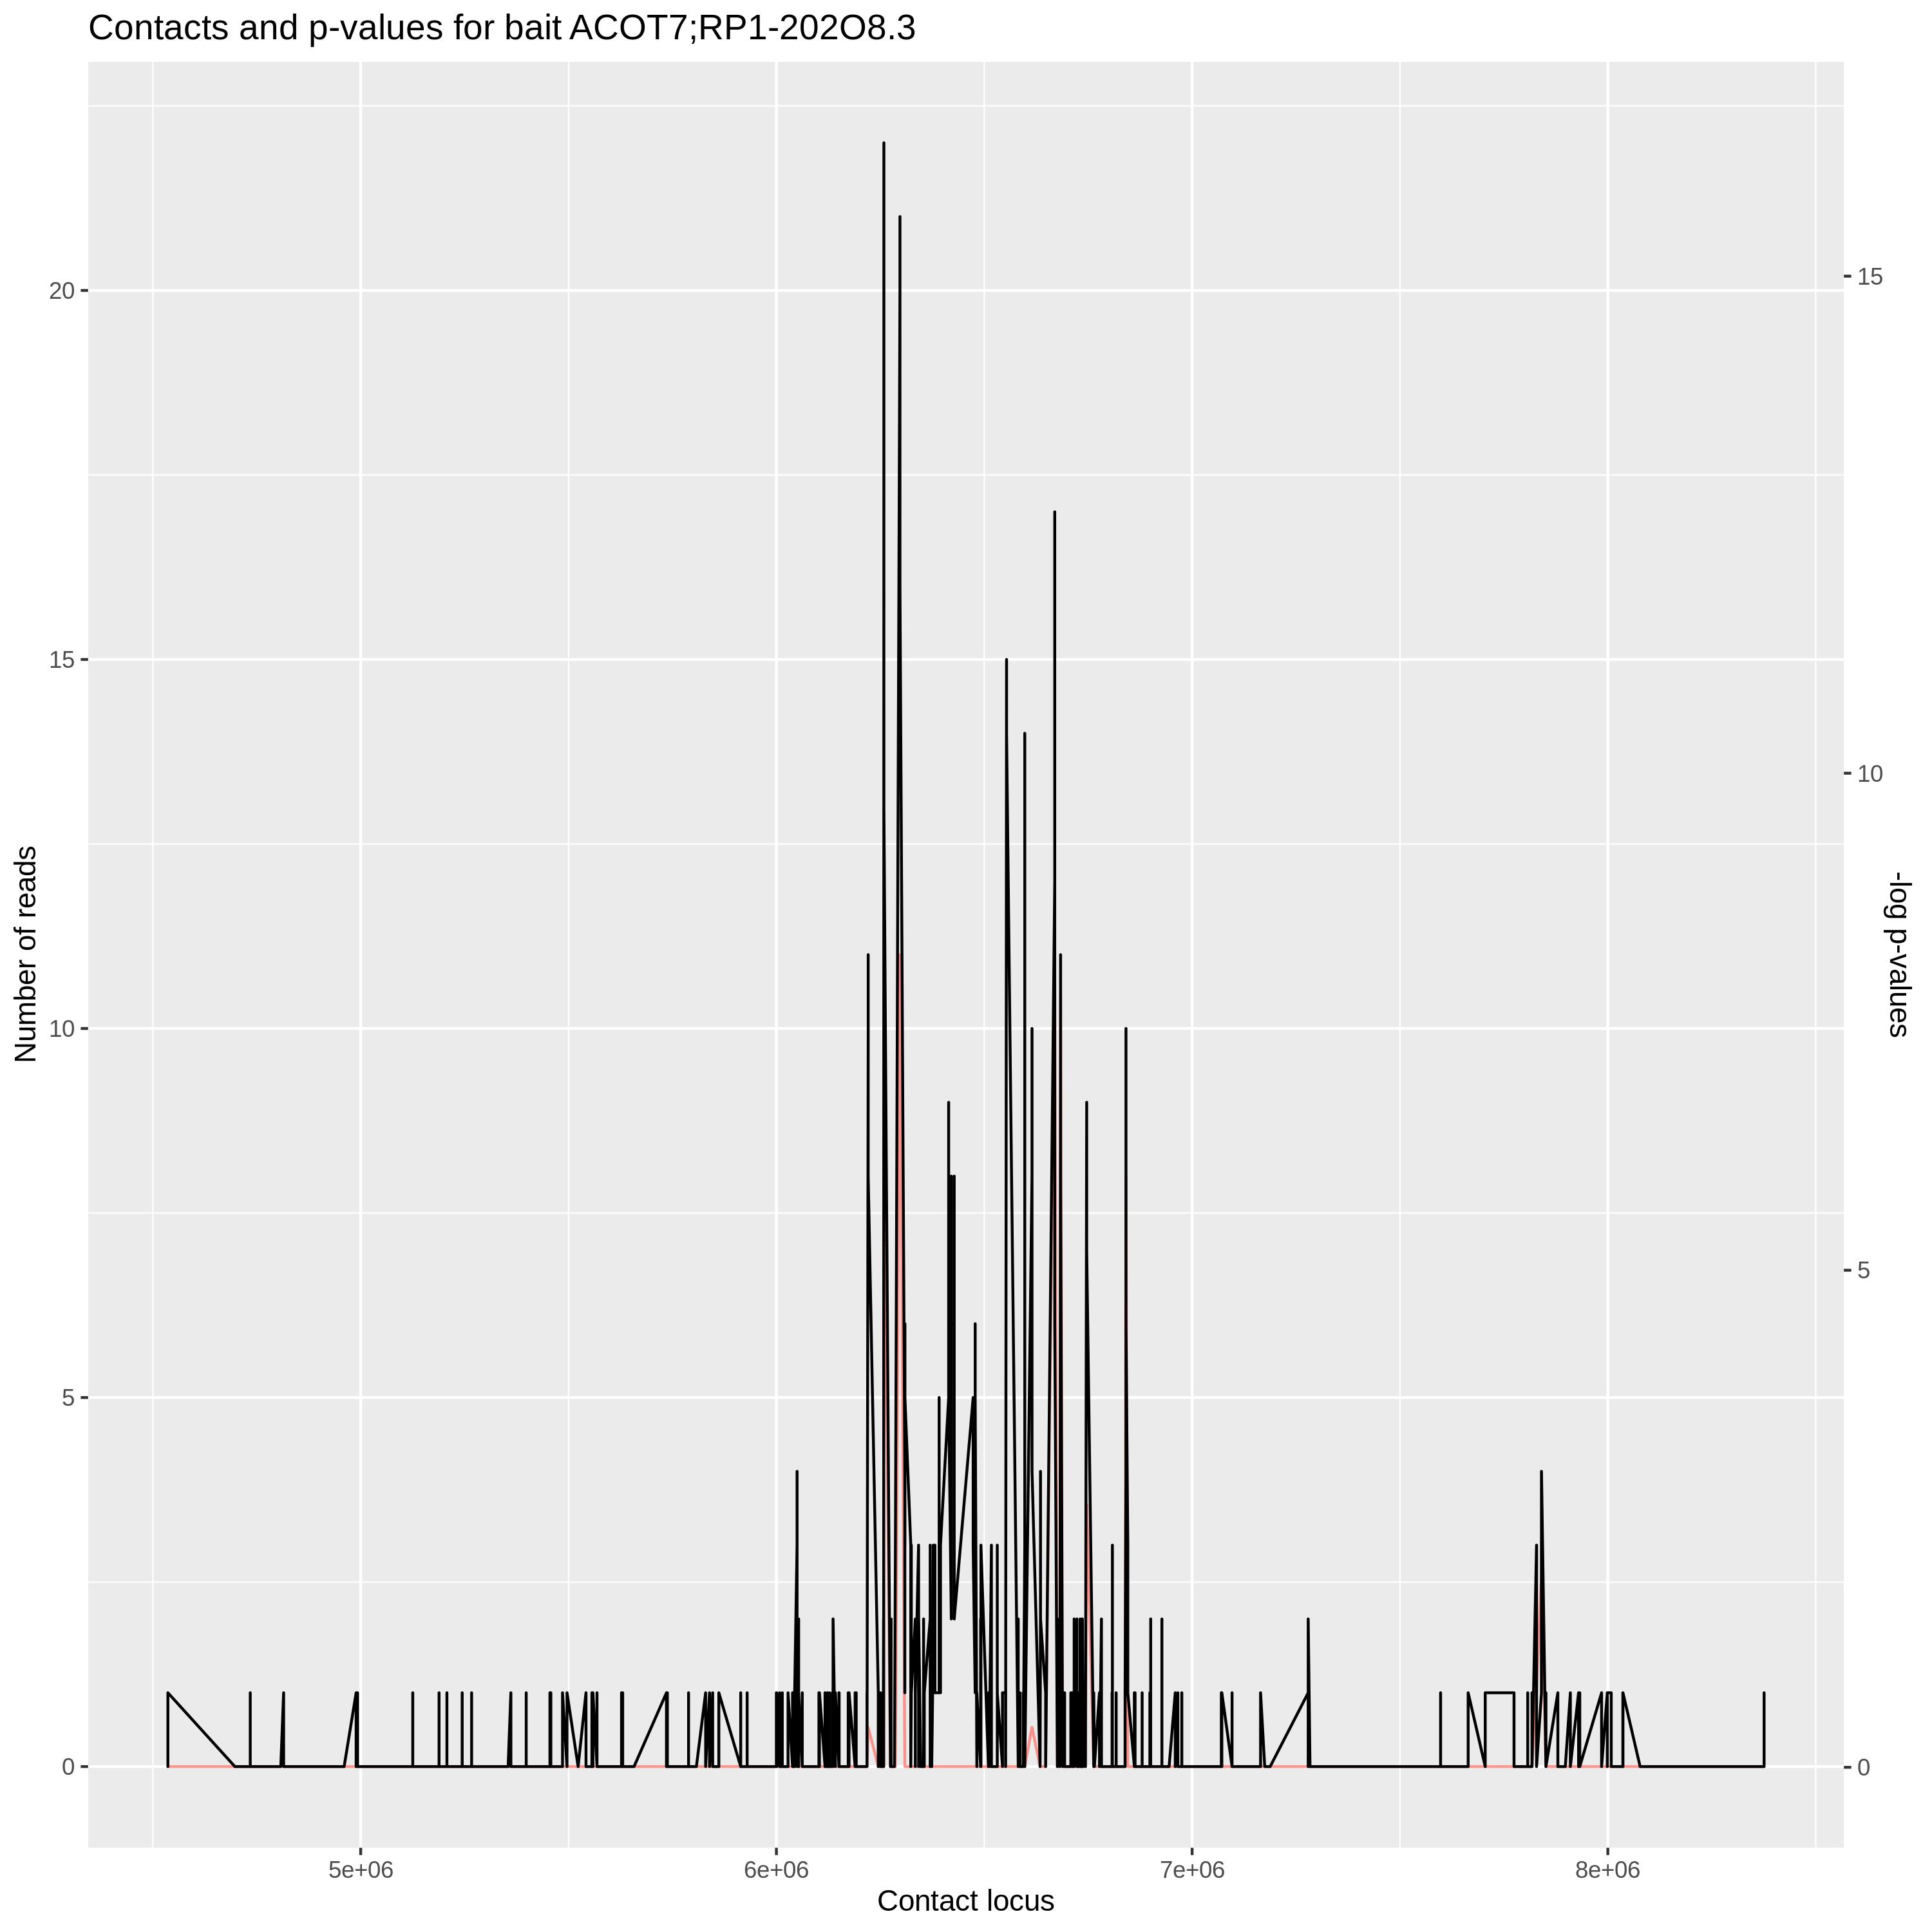 Contacts and p-values for bait ACOT7;RP1-202O8.3
20
15
10
5
0
Number of reads
15
10
5
0
-log p-values
5e+06
6e+06
7e+06
8e+06
Contact locus